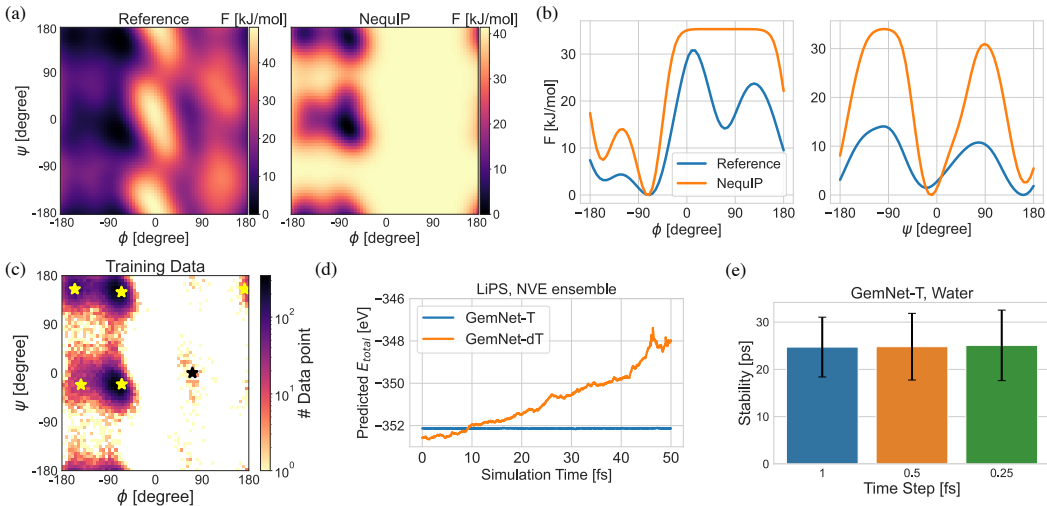 (a)
Reference
F [kJ/mol]
NequIP
F [kJ/mol]
180
90
0
-90
-180
ψ [degree]
-180
-90
0
90
180
ϕ [degree]
40
30
20
10
0
-180
-90
0
90
180
ϕ [degree]
40
30
20
10
0
(b)
F [kJ/mol]
30
20
10
0
-180
-90
0
90
180
ϕ [degree]
Reference
NequIP
30
20
10
0
-180
-90
0
90
180
ψ [degree]
(c)
Training Data
180
90
0
-90
-180
ψ [degree]
-180
-90
0
90
180
ϕ [degree]
10²
10¹
10⁰
# Data point
(d)
LiPS, NVE ensemble
GemNet-T
GemNet-dT
Predicted E_total [eV]
−346
−348
−350
−352
0
10
20
30
40
50
Simulation Time [fs]
(e)
GemNet-T, Water
Stability [ps]
30
20
10
0
1
0.5
0.25
Time Step [fs]